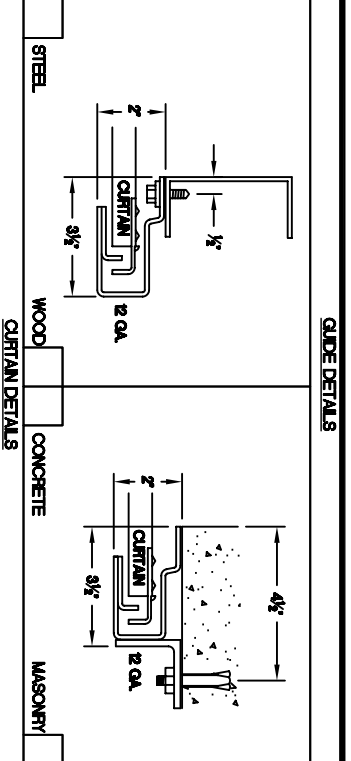 GUIDE DETAILS
½"
2"
CURTAIN
3½"
12 GA.
4½"
2"
CURTAIN
3½"
12 GA.
STEEL
WOOD
CONCRETE
MASONRY
CURTAIN DETAILS